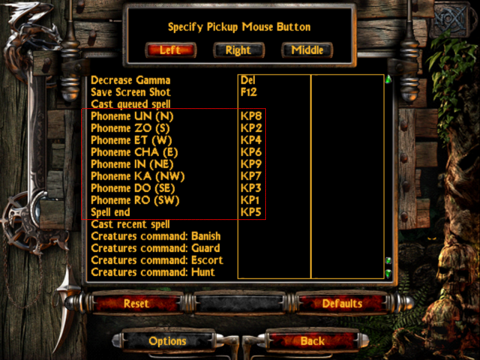 Specify Pickup Mouse Button
Left Right Middle
Decrease Gamma Del
Save Screen Shot F12
Cast queued spell
Phoneme UN (N) KP8
Phoneme ZO (S) KP2
Phoneme ET (W) KP4
Phoneme CHA (E) KP6
Phoneme IN (NE) KP9
Phoneme KA (NW) KP7
Phoneme DO (SE) KP3
Phoneme RO (SW) KP1
Spell end KP5
Cast recent spell
Creatures command: Banish
Creatures command: Guard
Creatures command: Escort
Creatures command: Hunt
Reset Defaults
Options Back